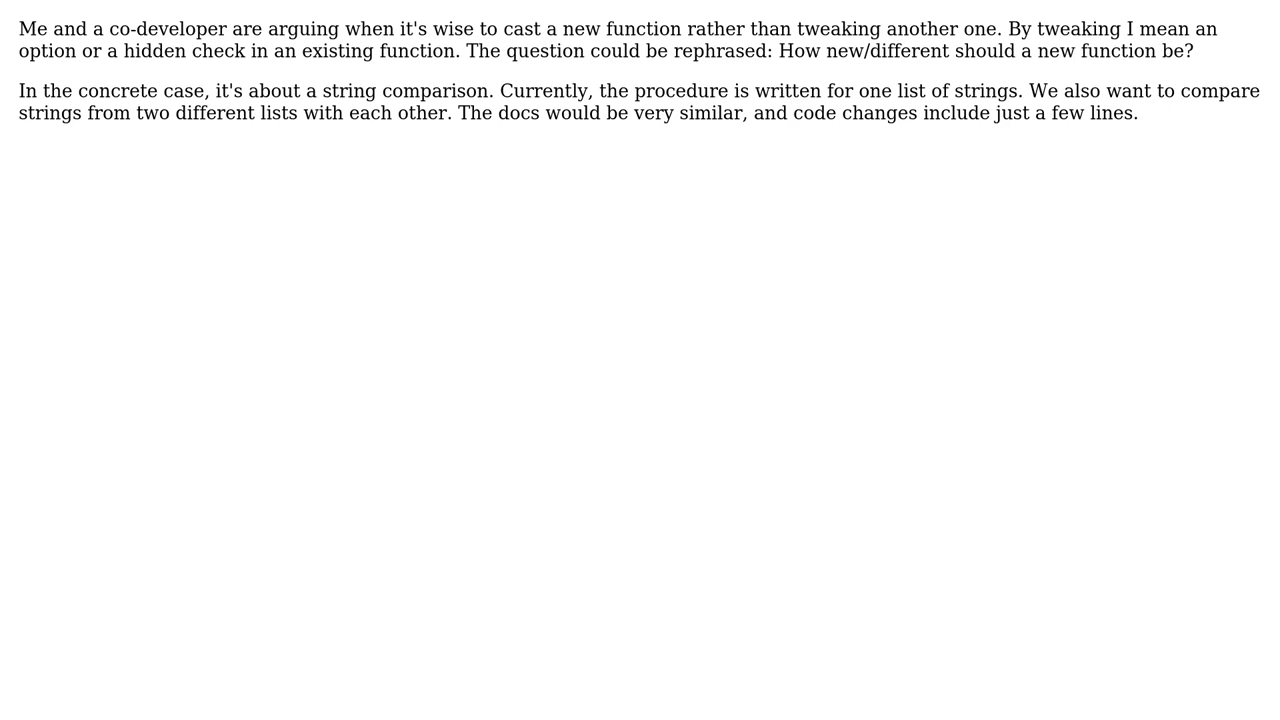 Me and a co-developer are arguing when it's wise to cast a new function rather than tweaking another one. By tweaking I mean an
option or a hidden check in an existing function. The question could be rephrased: How new/different should a new function be?
In the concrete case, it's about a string comparison. Currently, the procedure is written for one list of strings. We also want to compare
strings from two different lists with each other. The docs would be very similar, and code changes include just a few lines.